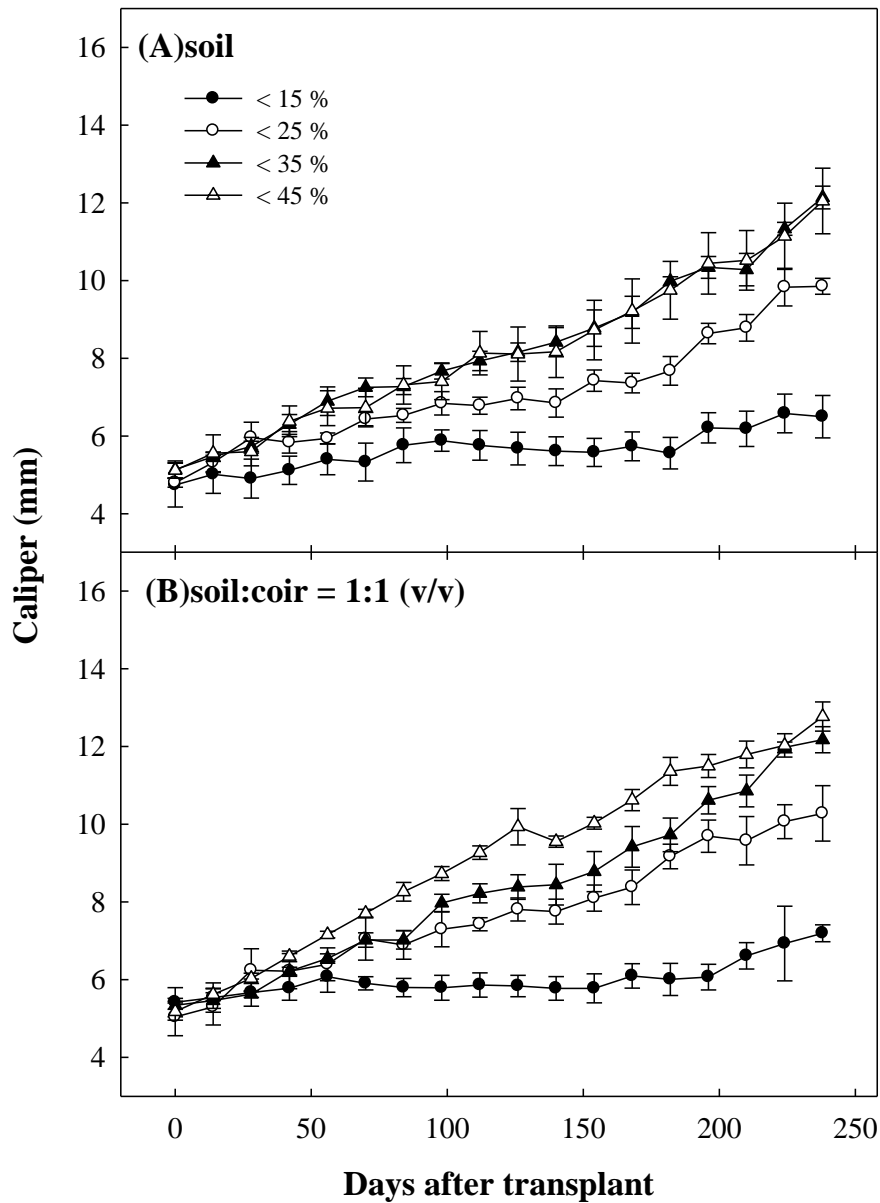 (A)soil
< 15 %
< 25 %
< 35 %
< 45 %
16
14
12
10
8
6
4
Caliper (mm)
(B)soil:coir = 1:1 (v/v)
16
14
12
10
8
6
4
0 50 100 150 200 250
Days after transplant